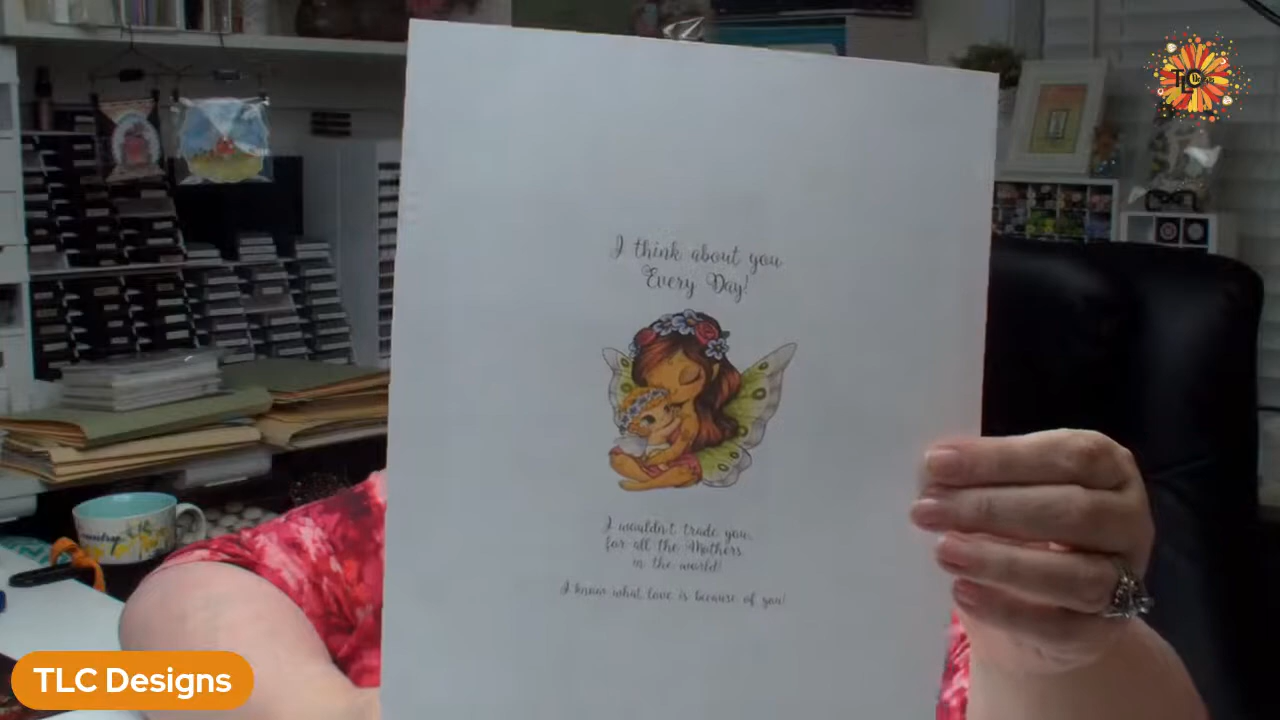 TLC
I think about you
Every Day!
I wouldn't trade you,
for all the Mothers
in the world!
I know what love is because of you!
TLC Designs